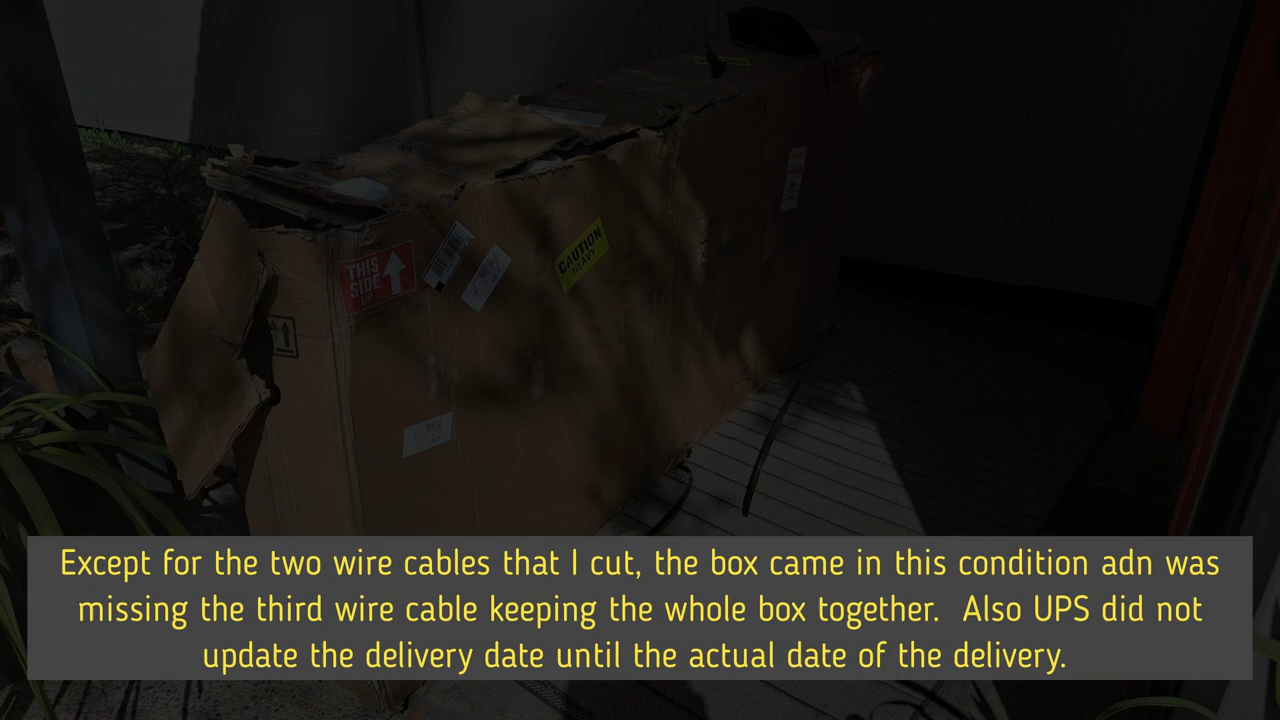 THIS
SIDE
UP
CAUTION
HEAVY
Except for the two wire cables that I cut, the box came in this condition adn was
missing the third wire cable keeping the whole box together.  Also UPS did not
update the delivery date until the actual date of the delivery.